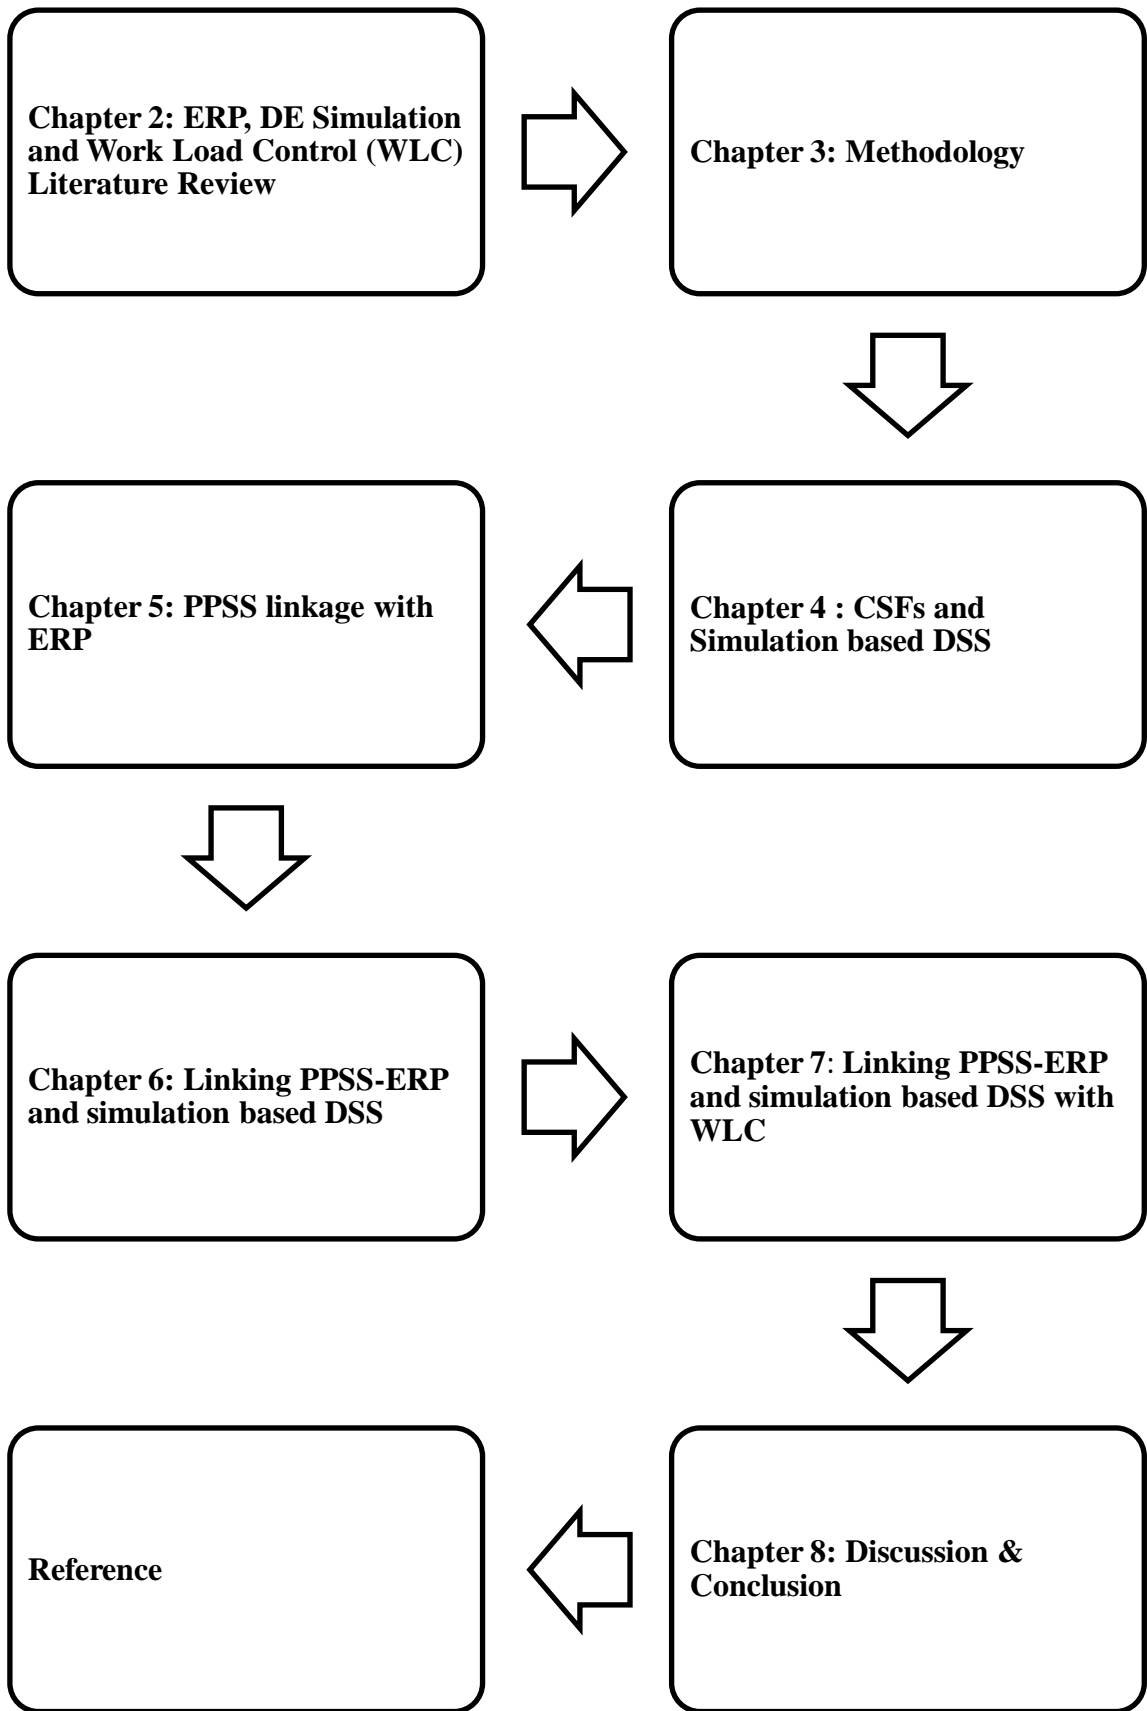 Chapter 2: ERP, DE Simulation
and Work Load Control (WLC)
Literature Review
Chapter 3: Methodology
Chapter 4 : CSFs and
Simulation based DSS
Chapter 5: PPSS linkage with
ERP
Chapter 6: Linking PPSS-ERP
and simulation based DSS
Chapter 7: Linking PPSS-ERP
and simulation based DSS with
WLC
Chapter 8: Discussion &
Conclusion
Reference